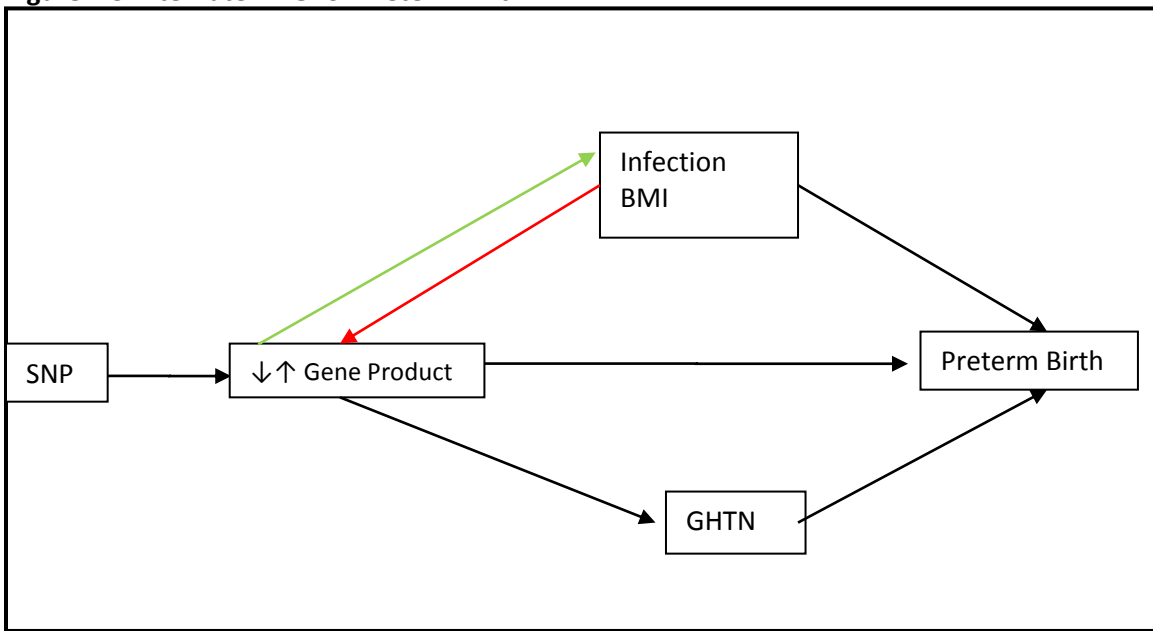 Infection
BMI
SNP
↓↑ Gene Product
Preterm Birth
GHTN